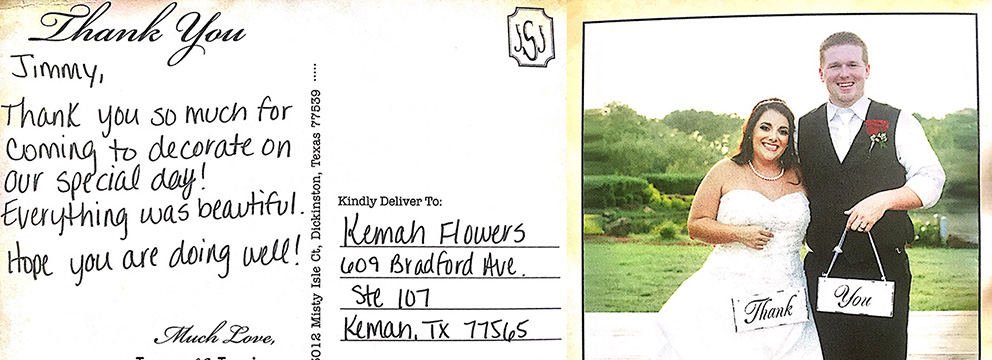 Thank You
Jimmy,
Thank you so much for
coming to decorate on
our special day!
Everything was beautiful.
Hope you are doing well!
Much Love,
5012 Misty Isle Ct, Dickinston, Texas 77539 .....
JSJ
Kindly Deliver To:
Kemah Flowers
609 Bradford Ave.
Ste 107
Kemah, TX 77565
Thank
You